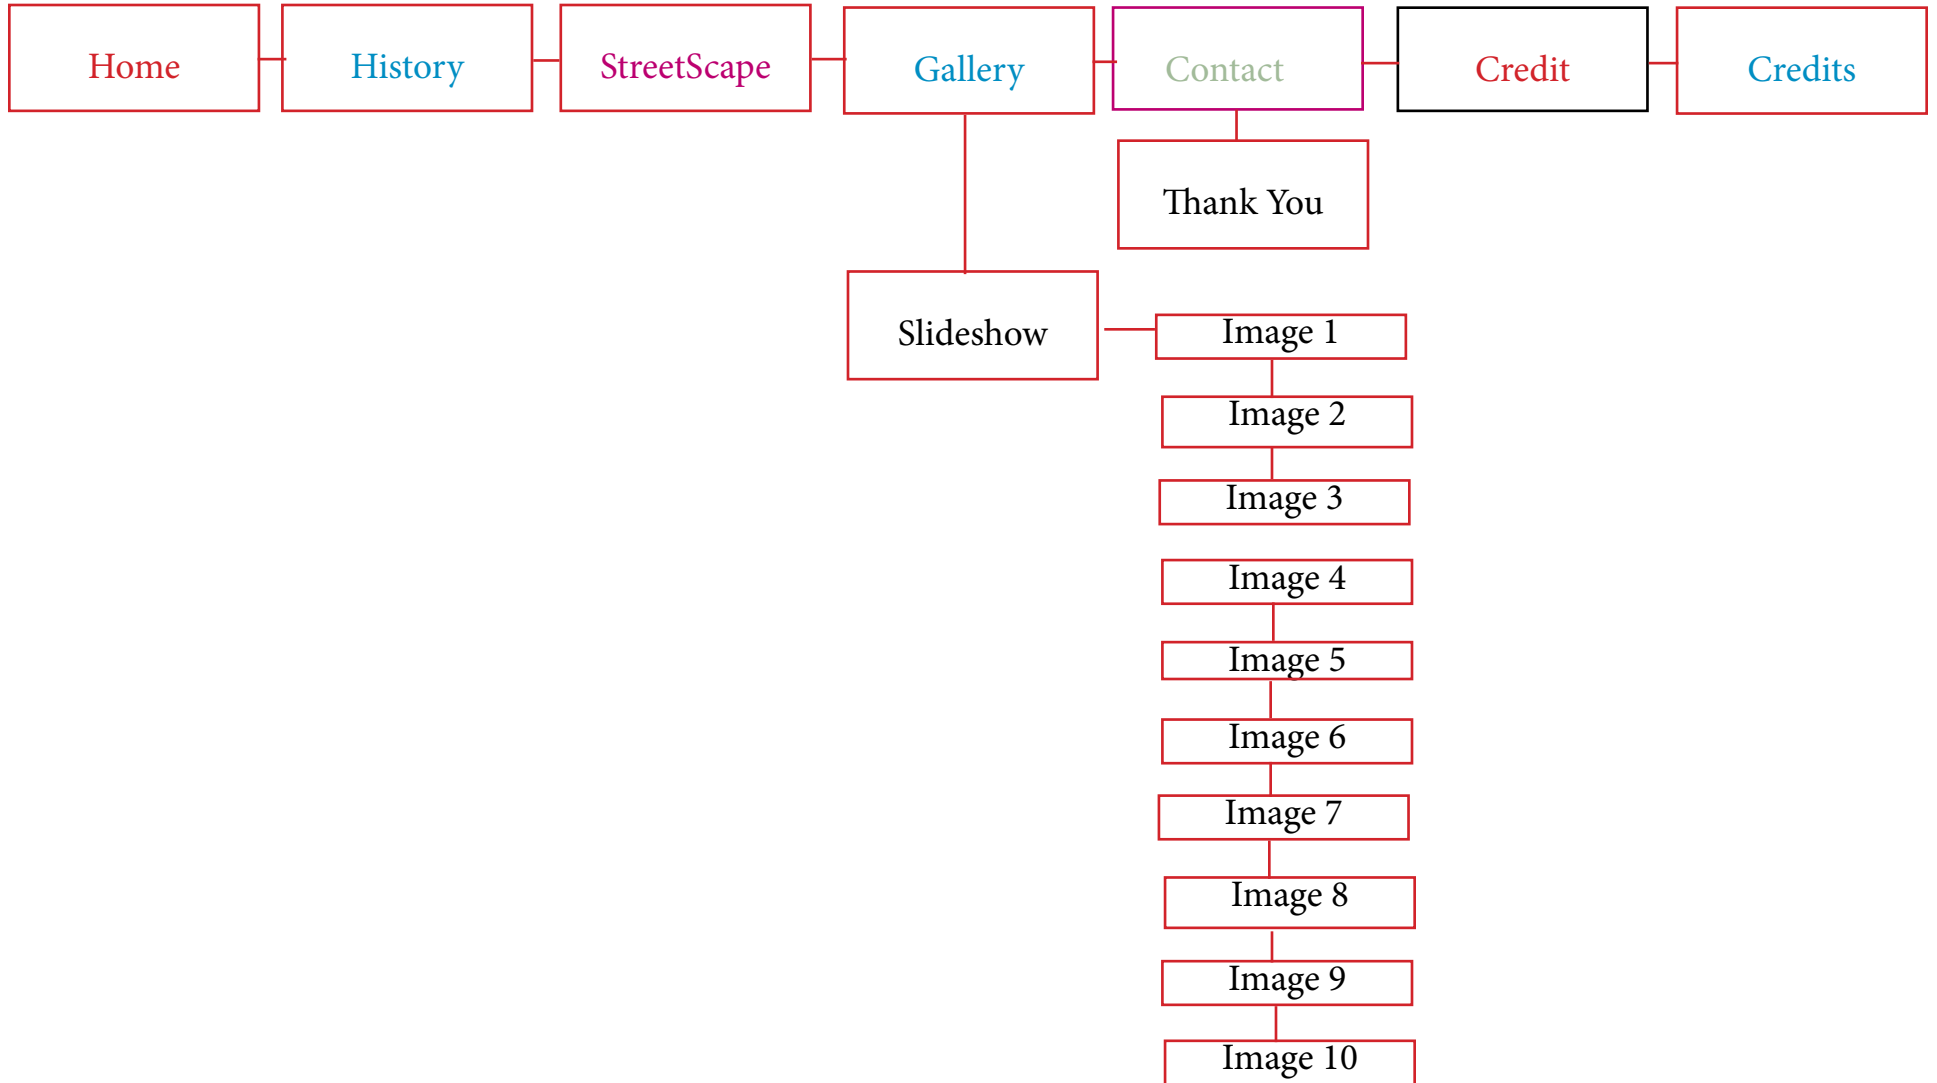 Home
History
StreetScape
Gallery
Contact
Credit
Credits
Thank You
Slideshow
Image 1
Image 2
Image 3
Image 4
Image 5
Image 6
Image 7
Image 8
Image 9
Image 10